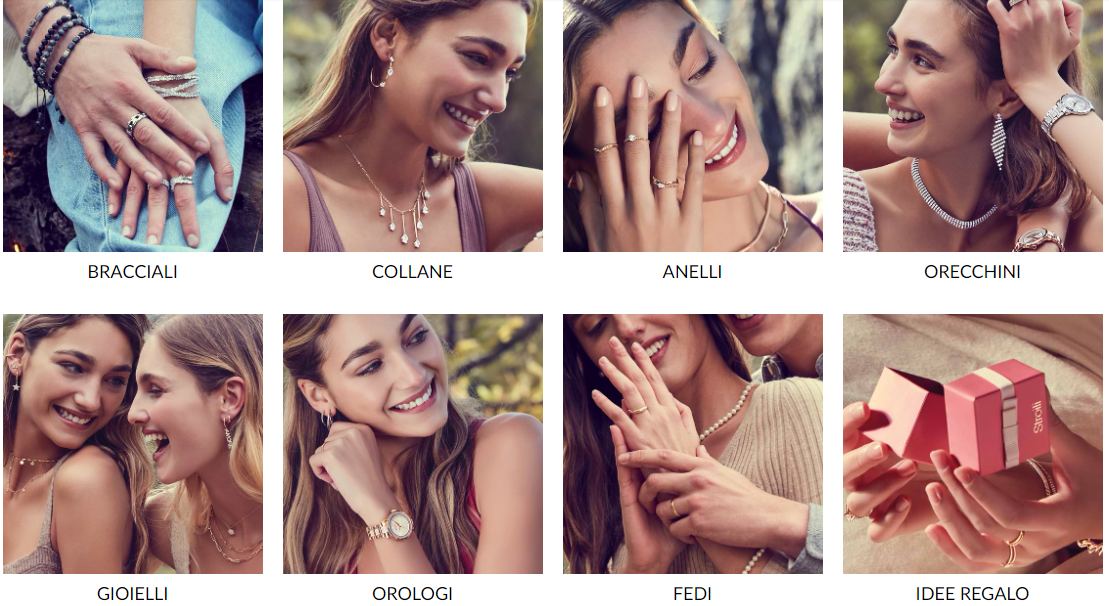 BRACCIALI
COLLANE
ANELLI
ORECCHINI
Stroili
GIOIELLI
OROLOGI
FEDI
IDEE REGALO